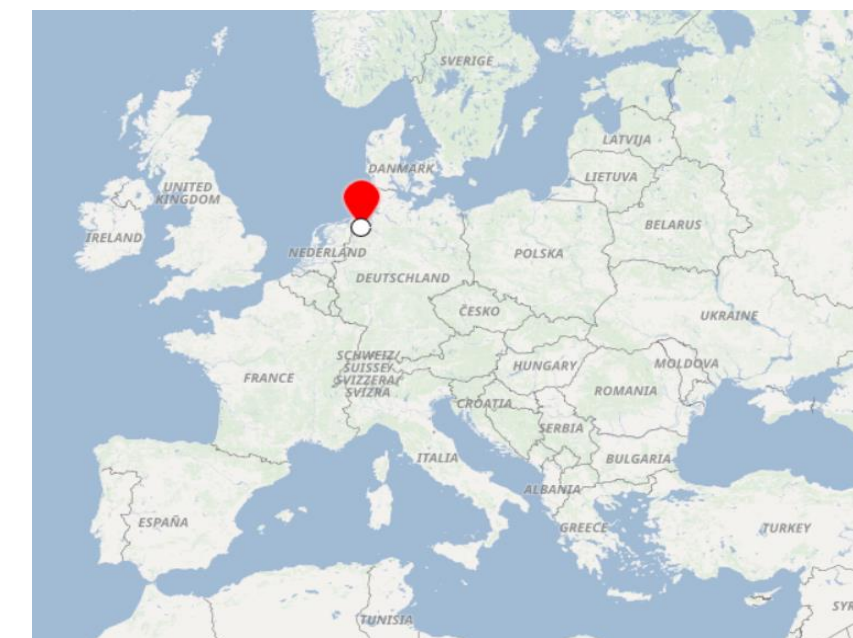 SVERIGE
LATVIJA
DANMARK
LIETUVA
UNITED
KINGDOM
BELARUS
IRELAND
NEDERLAND
POLSKA
DEUTSCHLAND
ČESKO
UKRAINE
SCHWEIZ/
SUISSE/
SVIZZERA/
SVIZRA
HUNGARY
MOLDOVA
FRANCE
ROMANIA
CROATIA
SERBIA
ITALIA
BULGARIA
ALBANIA
ESPAÑA
GREECE
TURKEY
SYR
TUNISIA